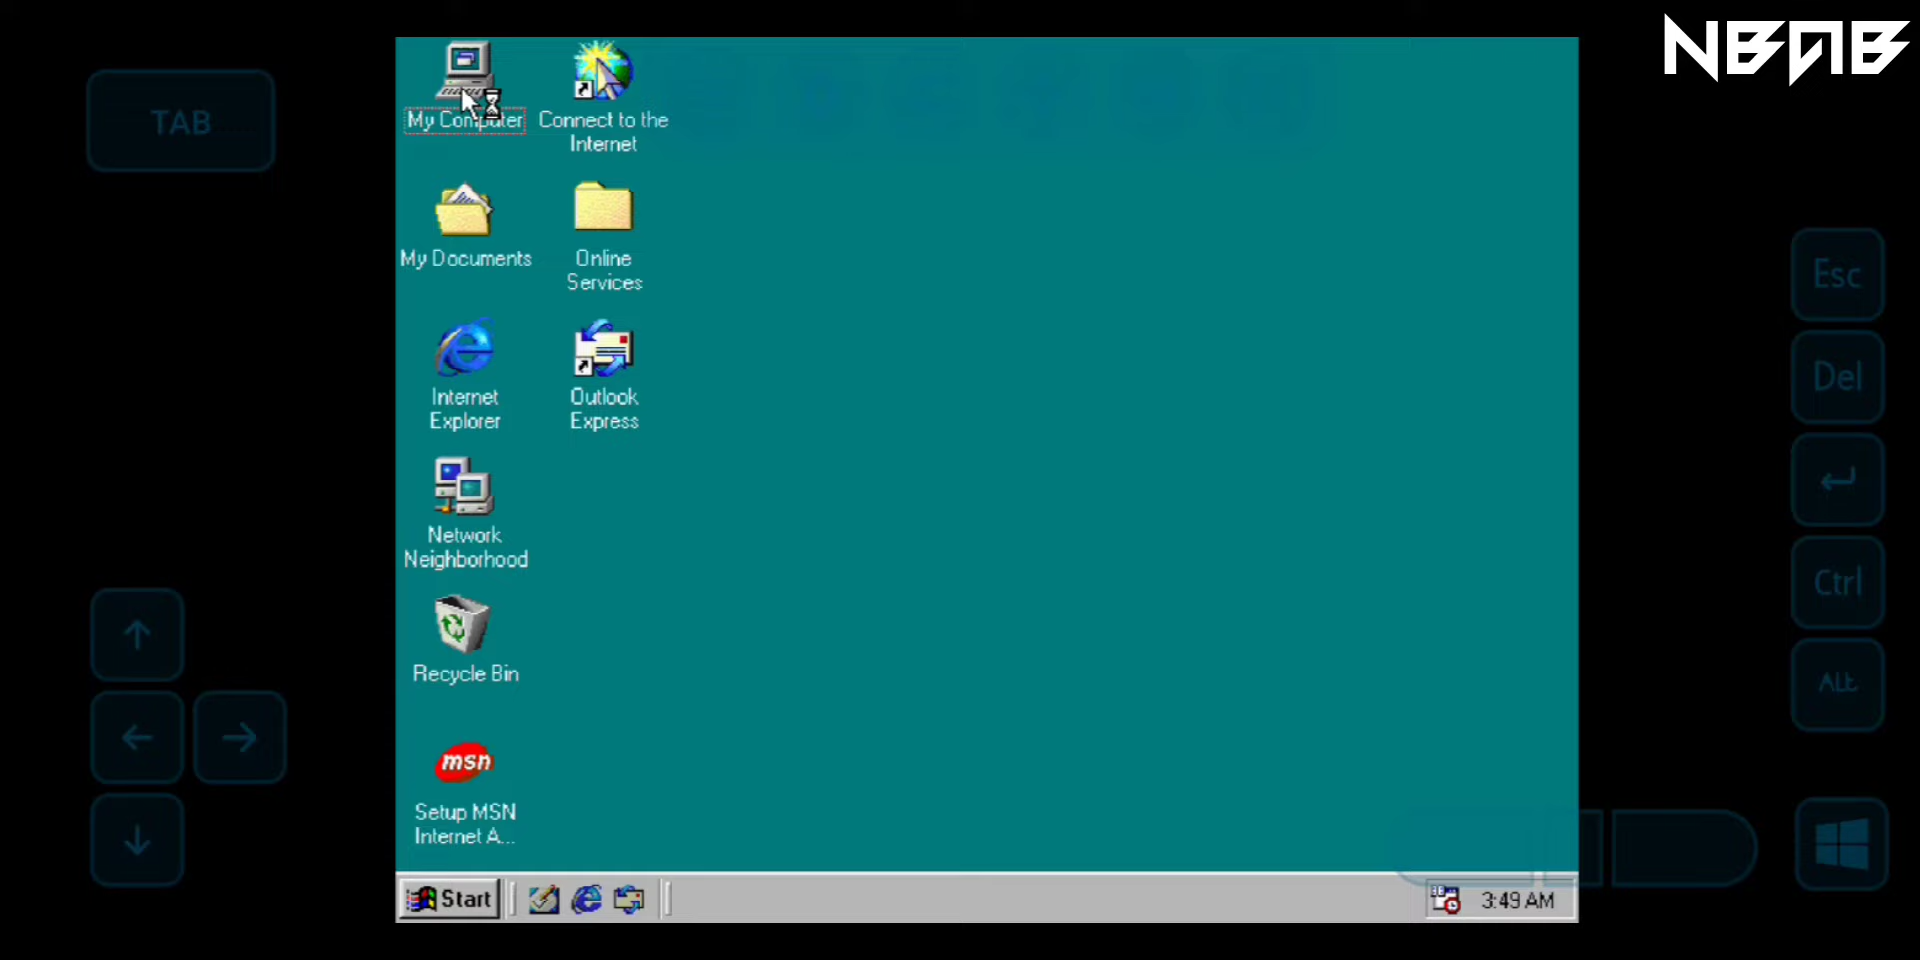 NBAB
TAB
My Computer
Connect to the
Internet
My Documents
Online
Services
Esc
Del
Internet
Explorer
Outlook
Express
Network
Neighborhood
Ctrl
Recycle Bin
Alt
msn
Setup MSN
Internet A...
Start
3:49 AM